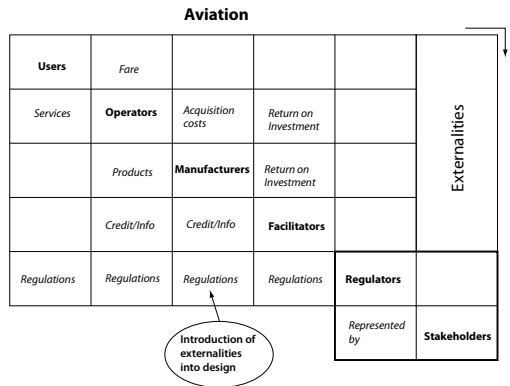 Aviation
Users
Fare
Externalities
Services
Operators
Acquisition
costs
Return on
Investment
Products
Manufacturers
Return on
Investment
Credit/Info
Credit/Info
Facilitators
Regulations
Regulations
Regulations
Regulations
Regulators
Represented
by
Stakeholders
Introduction of
externalities
into design